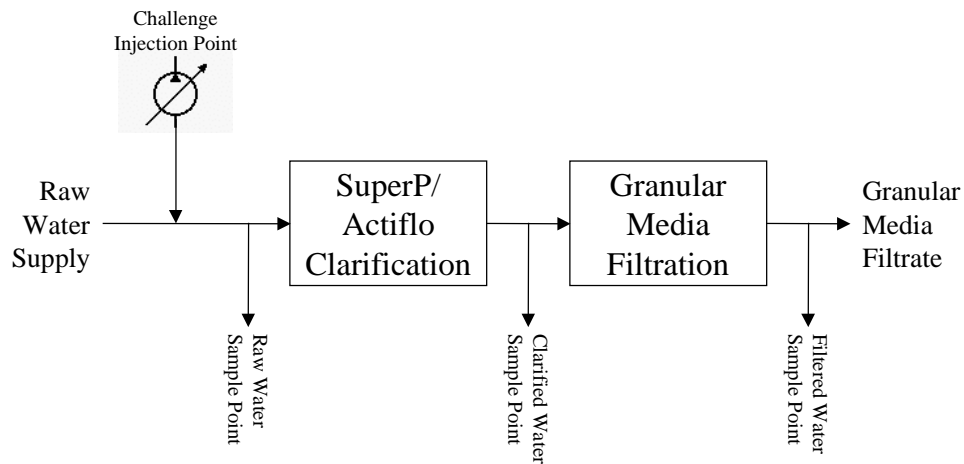 Challenge
Injection Point
Raw
Water
Supply
SuperP/
Actiflo
Clarification
Granular
Media
Filtration
Granular
Media
Filtrate
Raw Water
Sample Point
Clarified Water
Sample Point
Filtered Water
Sample Point